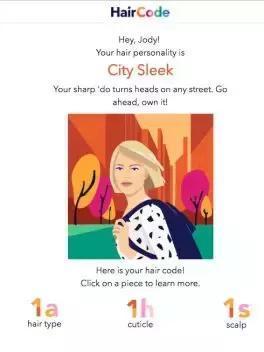 HairCode
Hey, Jody!
Your hair personality is
City Sleek
Your sharp 'do turns heads on any street. Go
ahead, own it!
Here is your hair code!
Click on a piece to learn more.
1a 1h 1s
hair type cuticle scalp